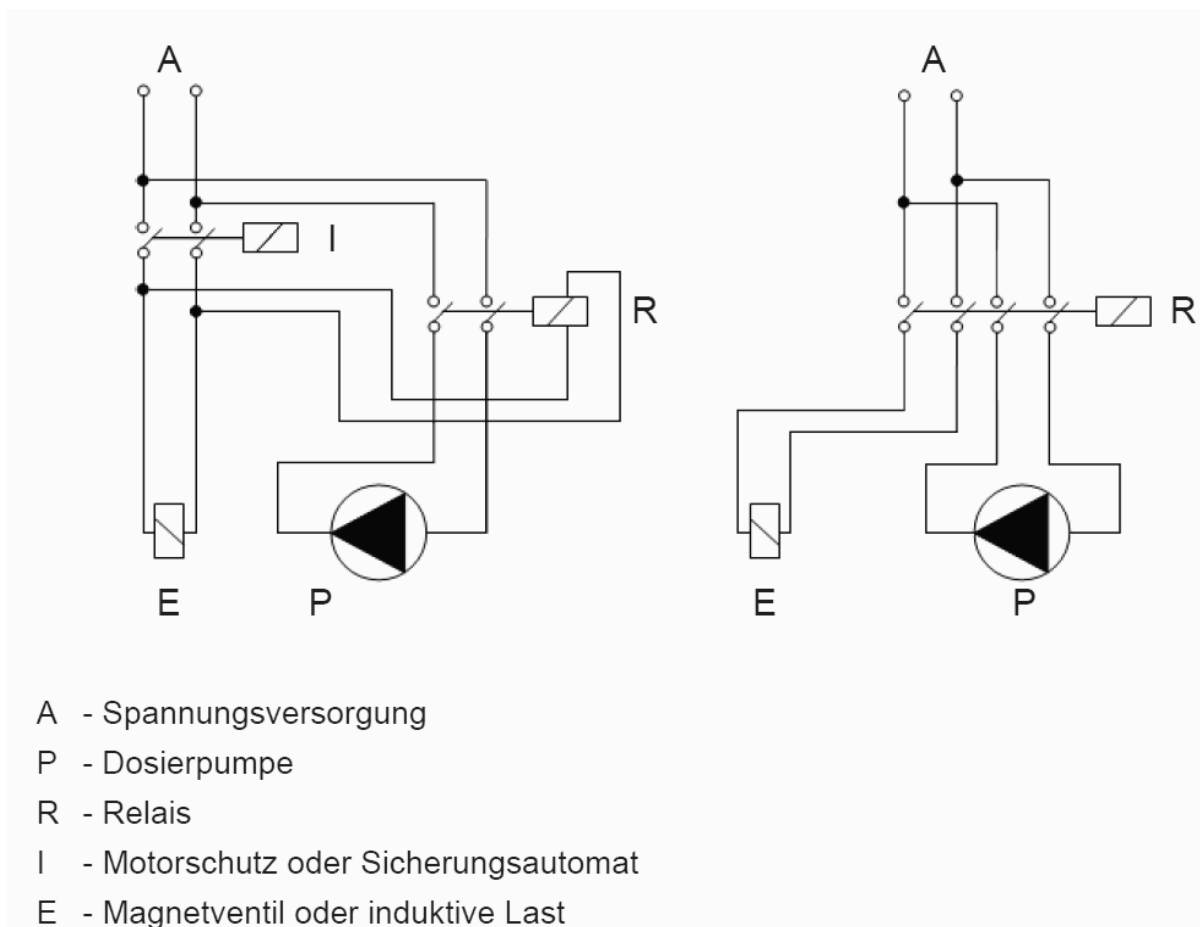 A
A
I
R
R
E
P
E
P
A - Spannungsversorgung
P - Dosierpumpe
R - Relais
I - Motorschutz oder Sicherungsautomat
E - Magnetventil oder induktive Last